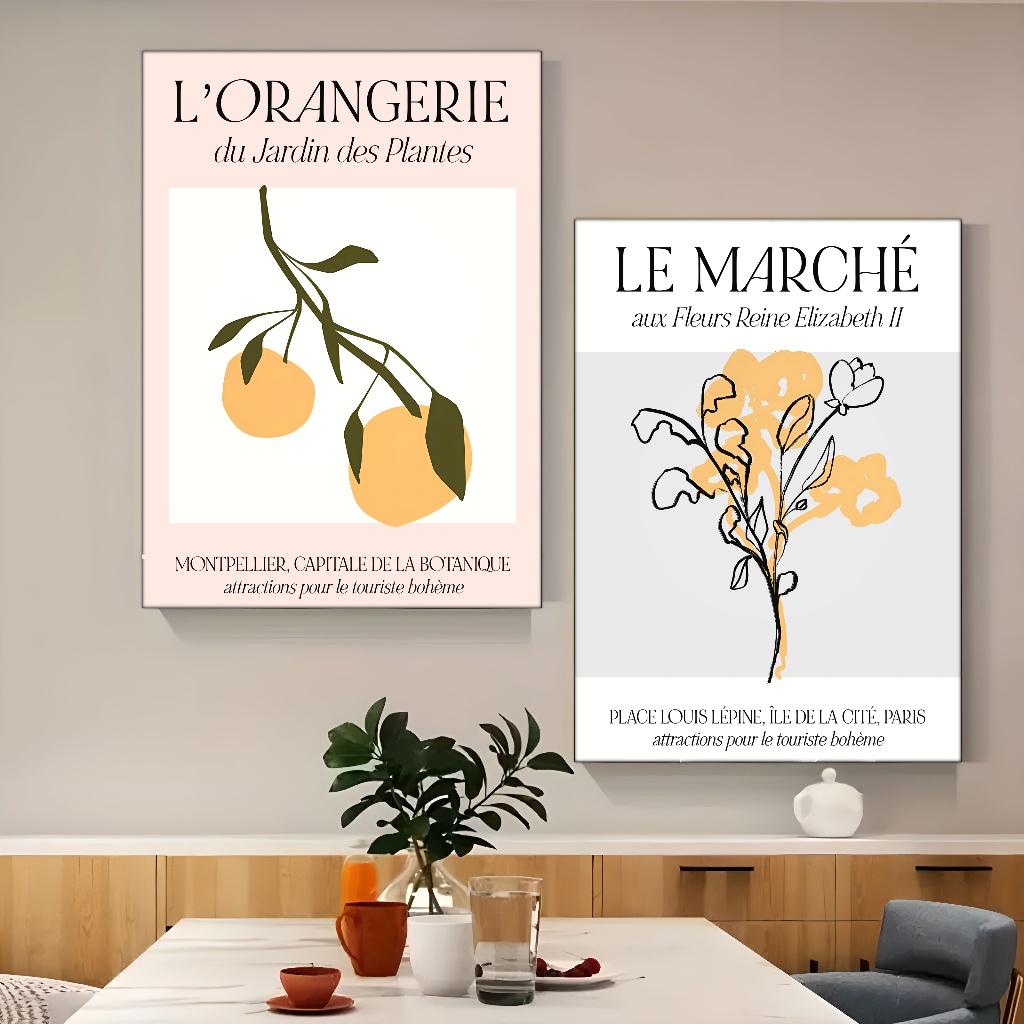 L'ORANGERIE
du Jardin des Plantes
MONTPELLIER, CAPITALE DE LA BOTANIQUE
attractions pour le touriste bohème
LE MARCHÉ
aux Fleurs Reine Elizabeth II
PLACE LOUIS LÉPINE, ÎLE DE LA CITÉ, PARIS
attractions pour le touriste bohème